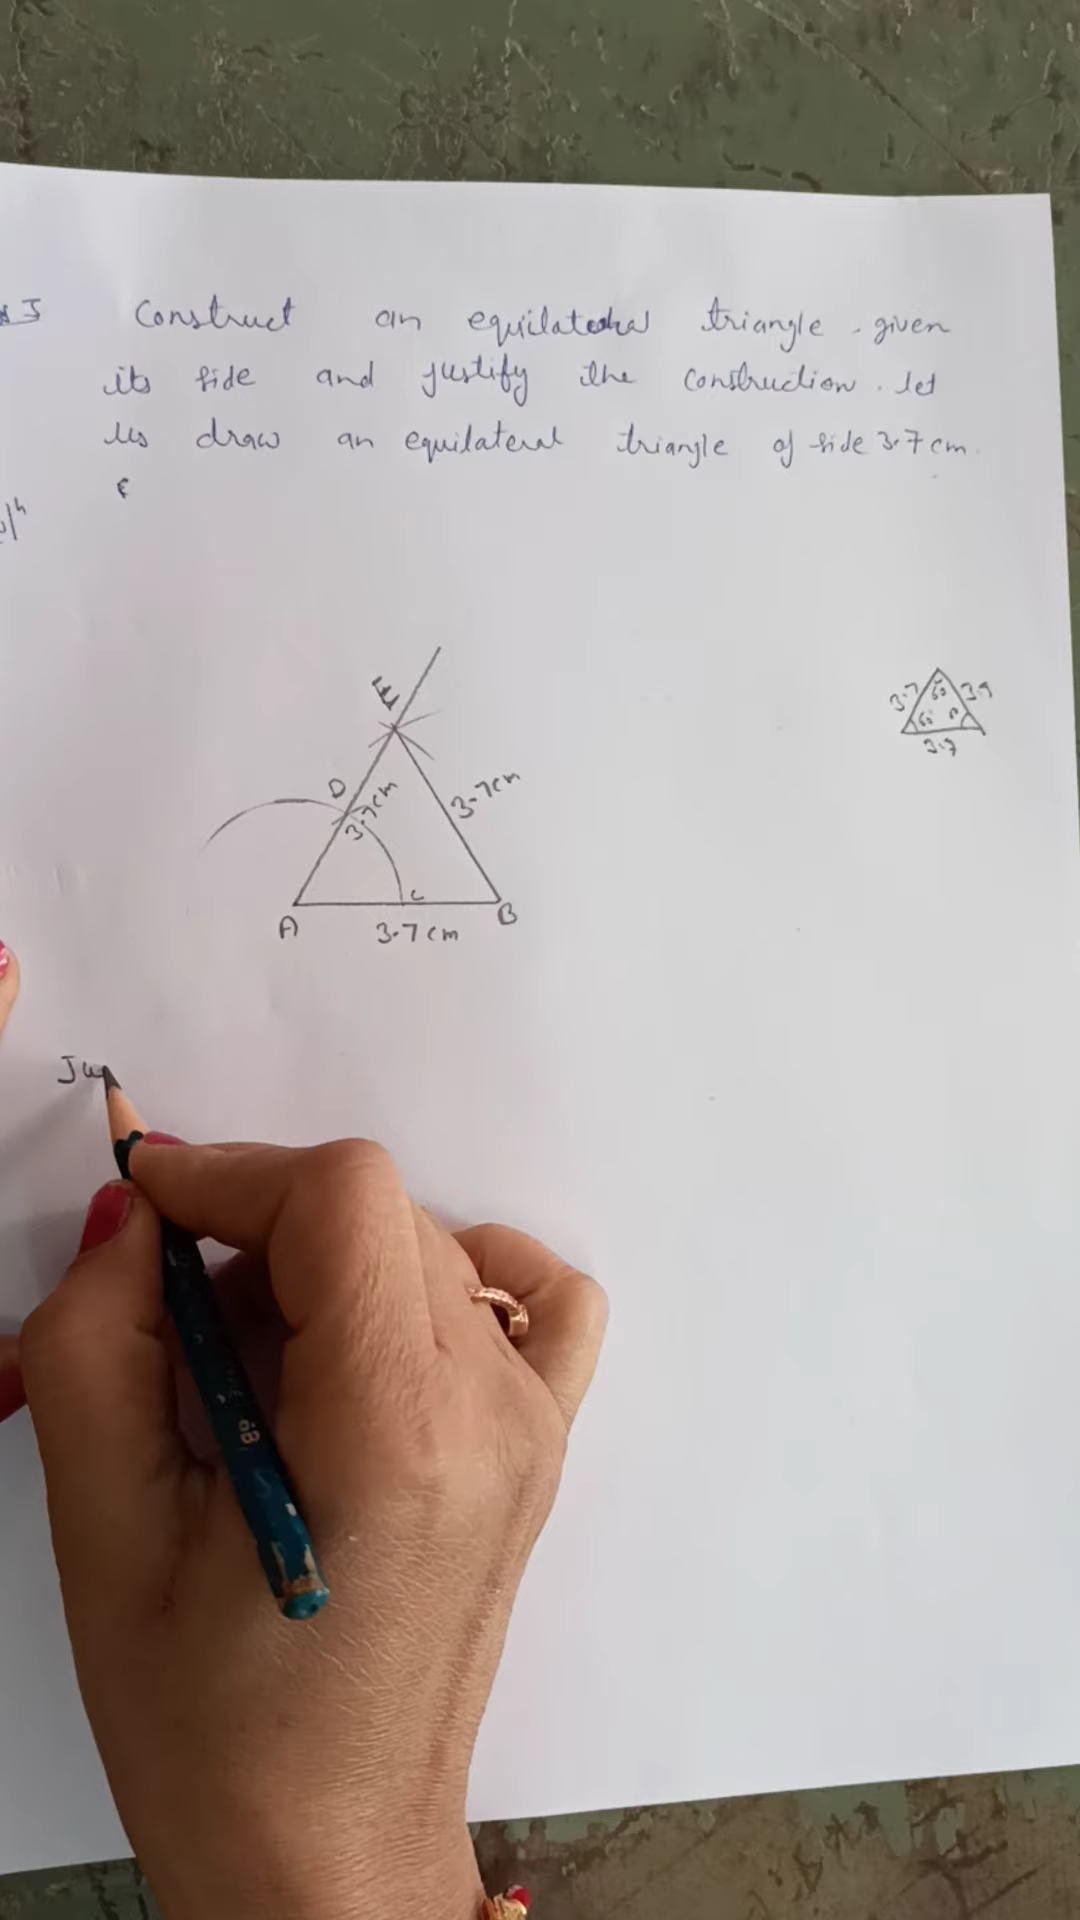 Construct an equilateral triangle . given
its side and justify the construction . let
us draw an equilateral triangle of side 3.7 cm.
E
D
3.7cm
3.7cm
C
A
B
3.7 cm
3.7
60
3.7
60
3.7
Ju
6B